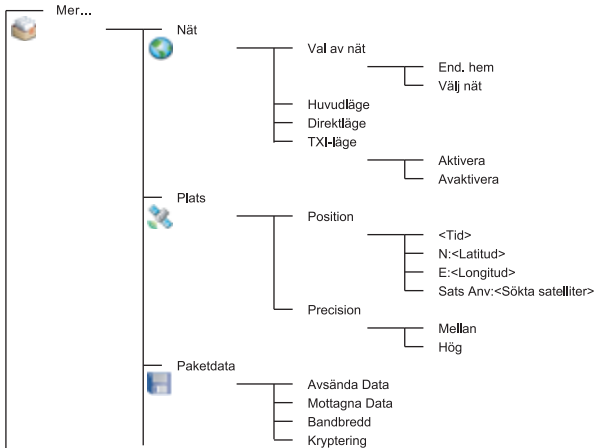 Mer...
Nät
Val av nät
End. hem
Välj nät
Huvudläge
Direktläge
TXI-läge
Aktivera
Avaktivera
Plats
Position
<Tid>
N:<Latitud>
E:<Longitud>
Sats Anv:<Sökta satelliter>
Precision
Mellan
Hög
Paketdata
Avsända Data
Mottagna Data
Bandbredd
Kryptering